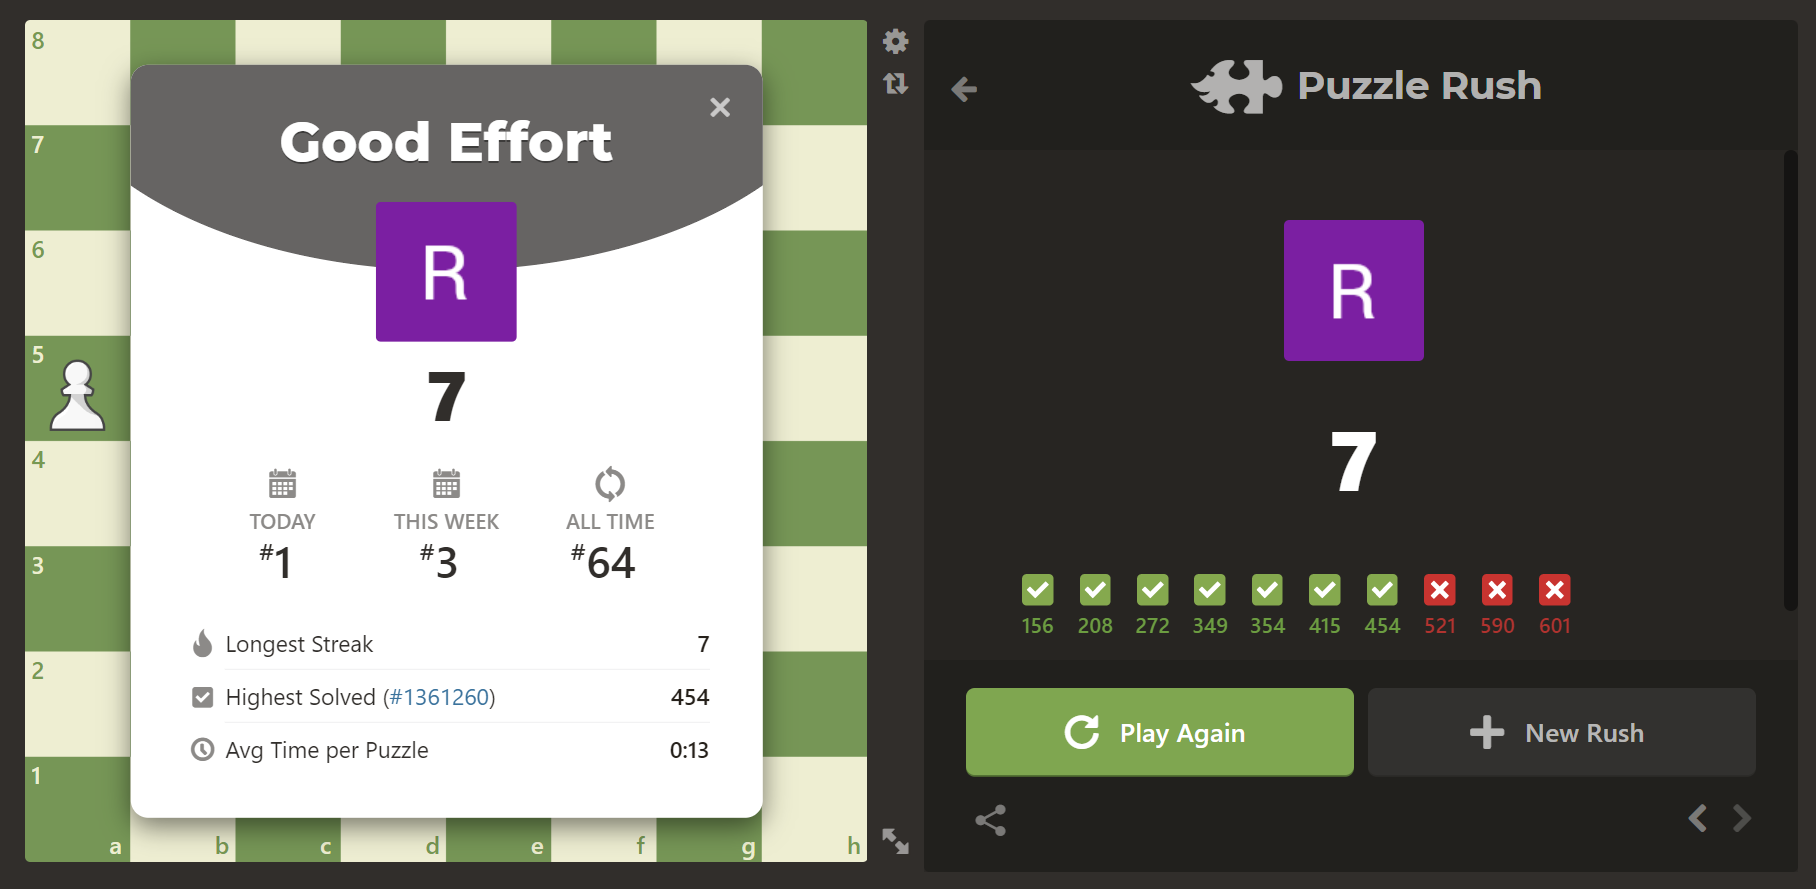 8
7
6
5
4
3
2
1
a b c d e f g h
Good Effort
R
7
TODAY THIS WEEK ALL TIME
#1 #3 #64
Longest Streak 7
Highest Solved (#1361260) 454
Avg Time per Puzzle 0:13
Puzzle Rush
R
7
156 208 272 349 354 415 454 521 590 601
Play Again
New Rush